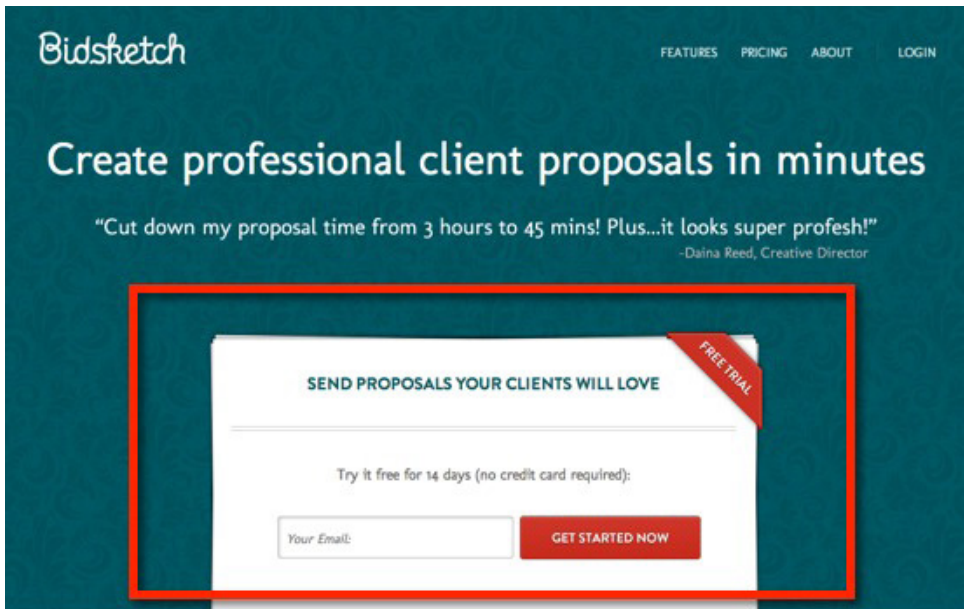 Bidsketch
FEATURES PRICING ABOUT LOGIN
Create professional client proposals in minutes
“Cut down my proposal time from 3 hours to 45 mins! Plus...it looks super profesh!”
-Daina Reed, Creative Director
FREE TRIAL
SEND PROPOSALS YOUR CLIENTS WILL LOVE
Try it free for 14 days (no credit card required):
Your Email:
GET STARTED NOW